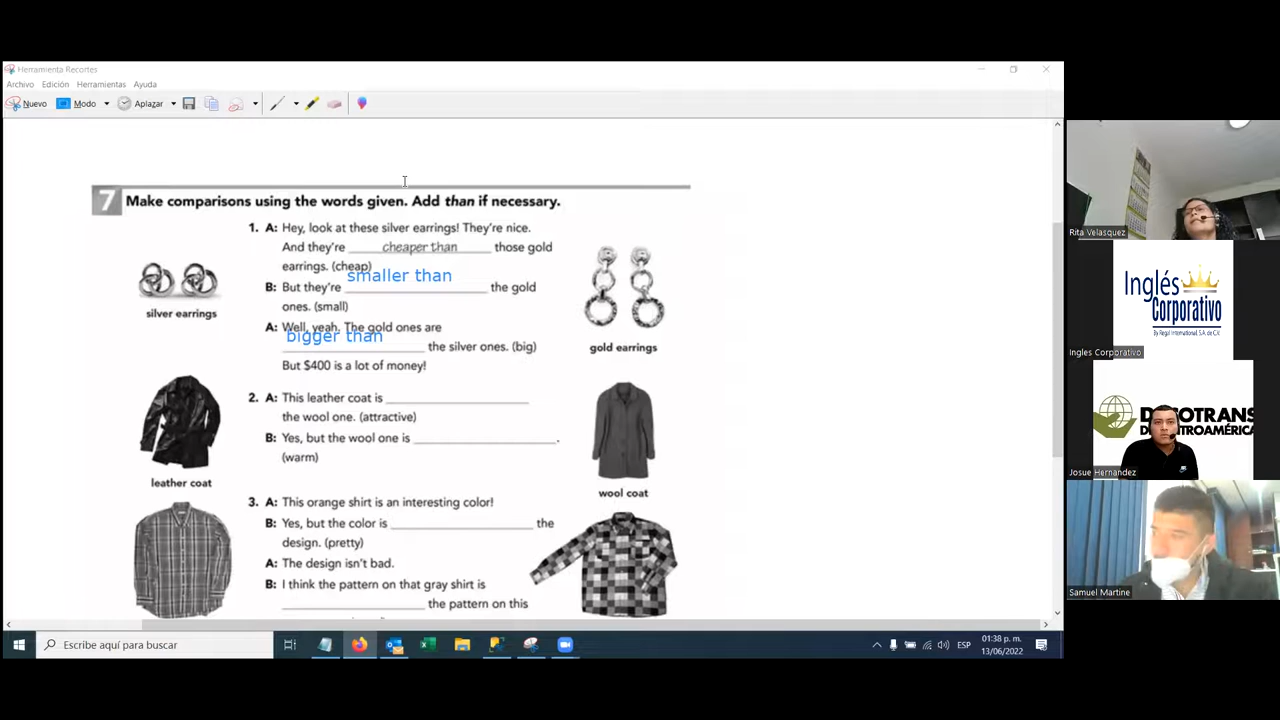 Herramienta Recortes
Archivo Edición Herramientas Ayuda
Nuevo Modo Aplazar
7 Make comparisons using the words given. Add than if necessary.
1. A: Hey, look at these silver earrings! They're nice.
And they're cheaper than those gold
earrings. (cheap)
smaller than
B: But they're the gold
ones. (small)
A: Well, yeah. The gold ones are
bigger than
the silver ones. (big)
But $400 is a lot of money!
silver earrings
gold earrings
2. A: This leather coat is
the wool one. (attractive)
B: Yes, but the wool one is .
(warm)
leather coat
wool coat
3. A: This orange shirt is an interesting color!
B: Yes, but the color is the
design. (pretty)
A: The design isn't bad.
B: I think the pattern on that gray shirt is
the pattern on this
Escribe aquí para buscar
ESP
01:38 p. m.
13/06/2022
Rita Velasquez
Inglés
Corporativo
By Regal International, S.A. de C.V.
Ingles Corporativo
Josue Hernandez
Samuel Martine